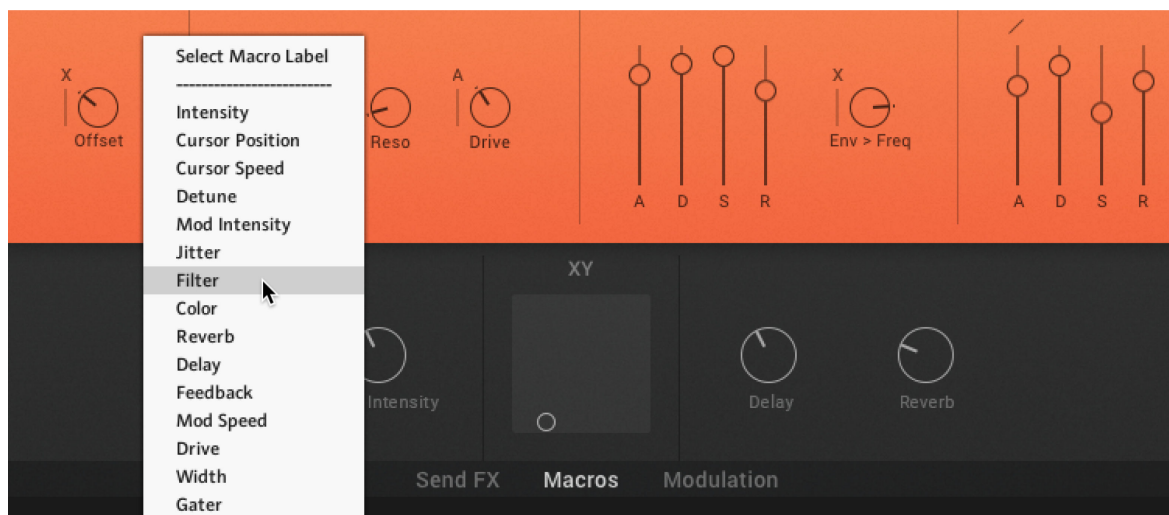 Select Macro Label
-------------------------
Intensity
Cursor Position
Cursor Speed
Detune
Mod Intensity
Jitter
Filter
Color
Reverb
Delay
Feedback
Mod Speed
Drive
Width
Gater
X
Offset
Reso
A
Drive
A D S R
X
Env > Freq
A D S R
Intensity
XY
Delay
Reverb
Send FX Macros Modulation